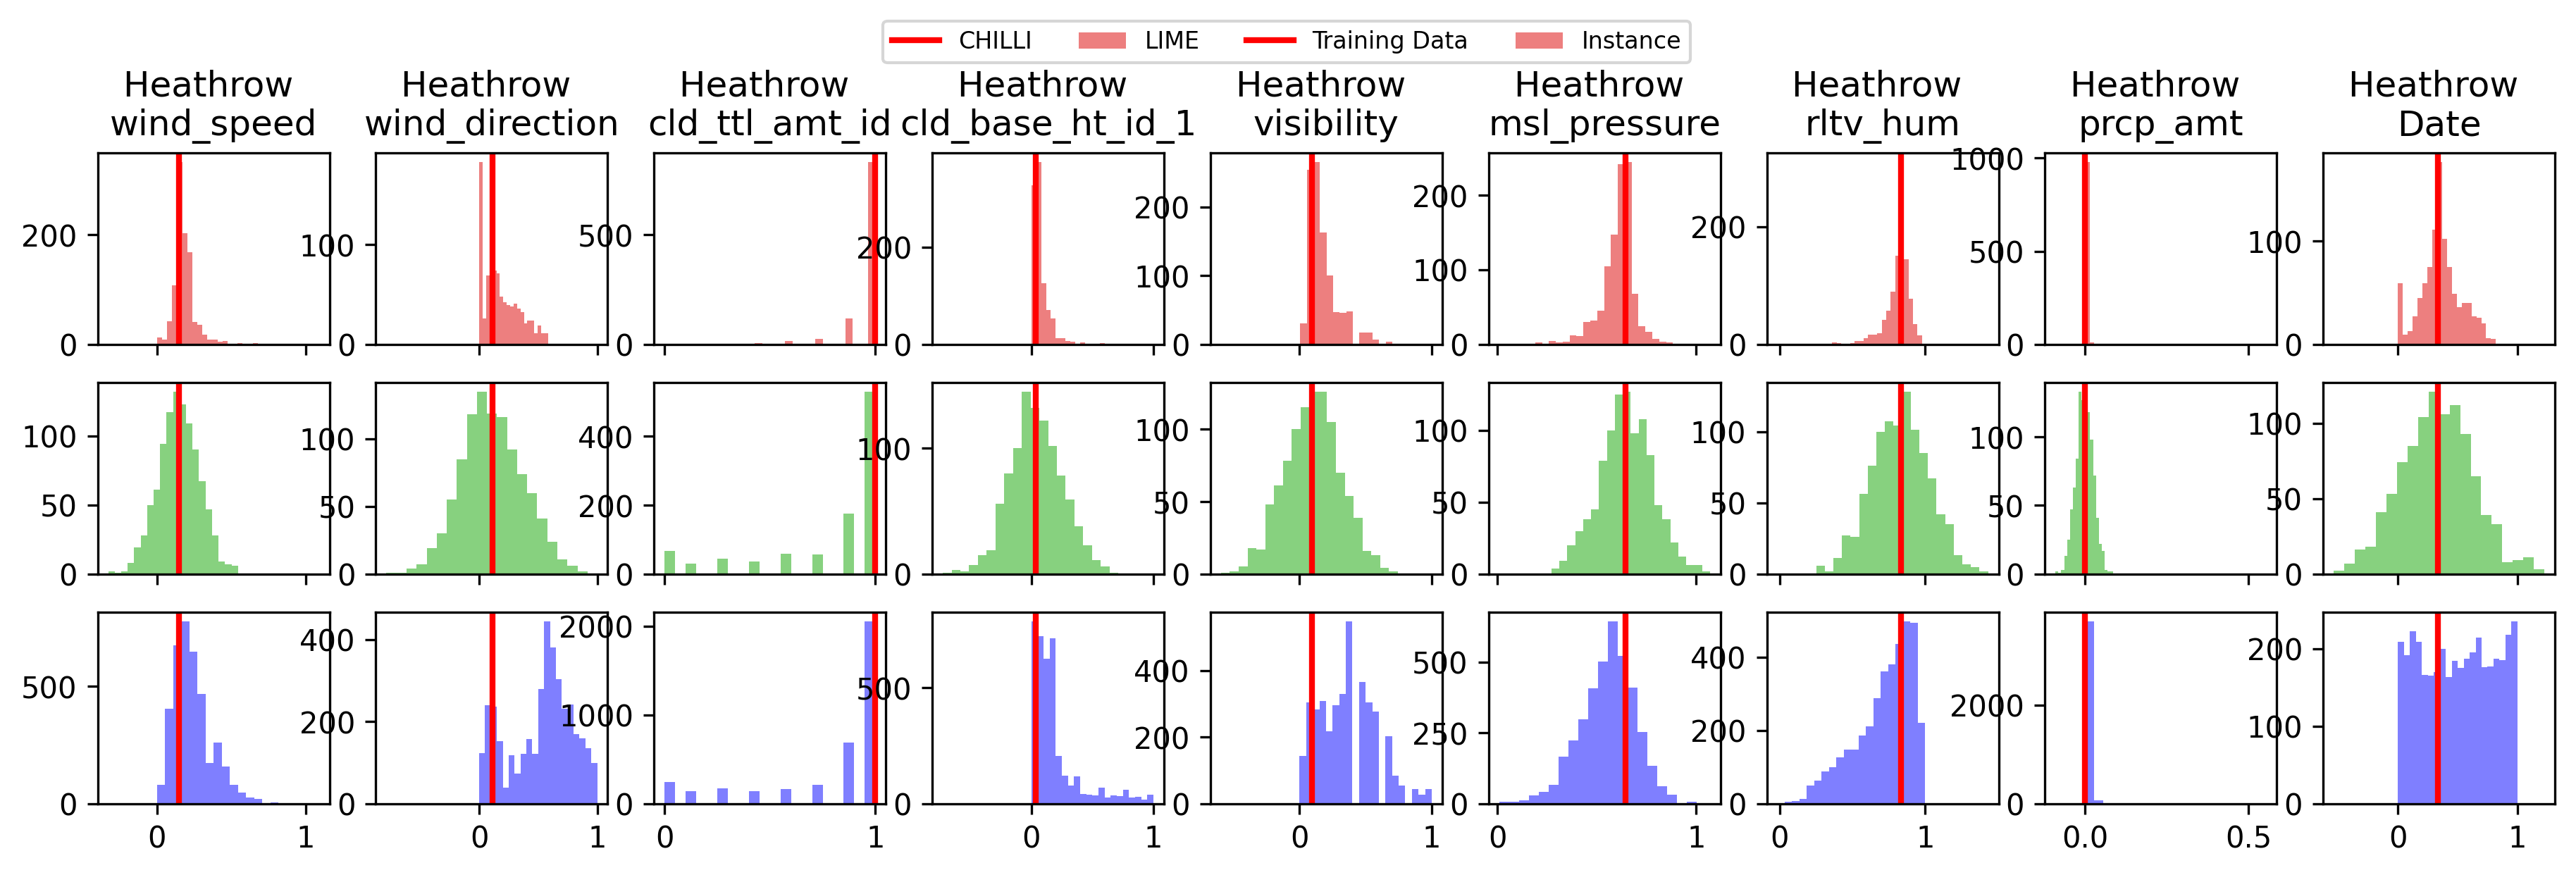 CHILLI LIME Training Data Instance
Heathrow Heathrow Heathrow Heathrow Heathrow Heathrow Heathrow Heathrow Heathrow
wind_speed wind_direction cld_ttl_amt_id cld_base_ht_id_1 visibility msl_pressure rltv_hum prcp_amt Date
200 0
100 0
500 0
200 0
200 100 0
200 100 0
200 0
1000 500 0
100 0
100 50 0
100 50 0
400 200 0
100 0
100 50 0
100 50 0
100 50 0
100 50 0
100 50 0
500 0
400 200 0
2000 1000 0
500 0
400 200 0
500 250 0
400 200 0
2000 0
200 100 0
0 1 0 1 0 1 0 1 0 1 0 1 0 1 0.0 0.5 0 1